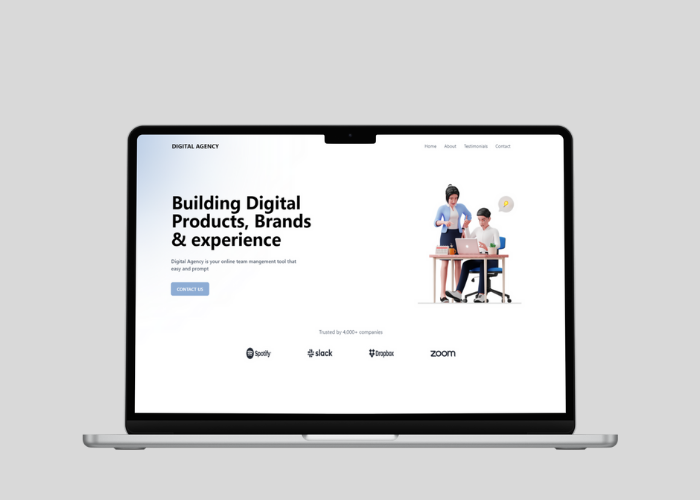 DIGITAL AGENCY
Home About Testimonials Contact
Building Digital
Products, Brands
& experience
Digital Agency is your online team mangement tool that
easy and prompt
CONTACT US
Trusted by 4,000+ companies
Spotify slack Dropbox zoom